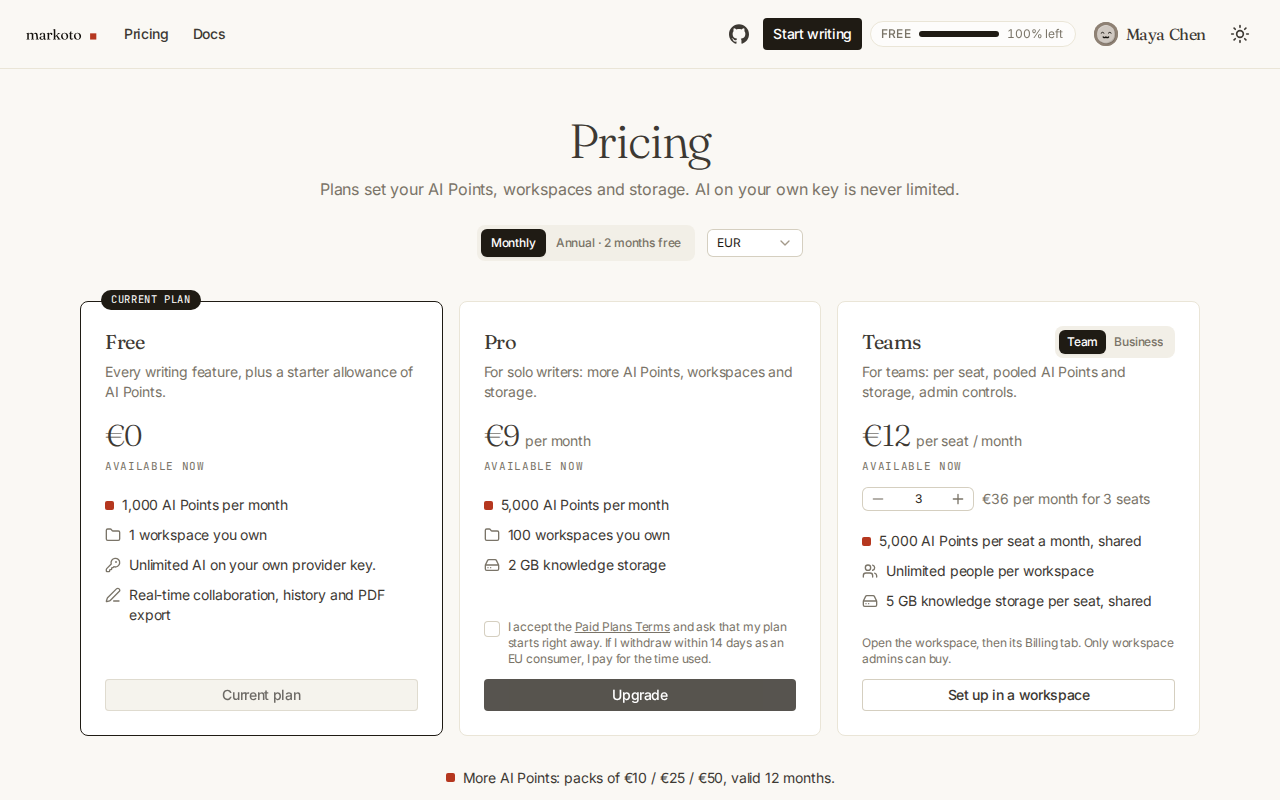 markoto
Pricing
Docs
Start writing
FREE
100% left
Maya Chen
Pricing
Plans set your AI Points, workspaces and storage. AI on your own key is never limited.
Monthly
Annual · 2 months free
EUR
CURRENT PLAN
Free
Every writing feature, plus a starter allowance of
AI Points.
€0
AVAILABLE NOW
1,000 AI Points per month
1 workspace you own
Unlimited AI on your own provider key.
Real-time collaboration, history and PDF
export
Current plan
Pro
For solo writers: more AI Points, workspaces and
storage.
€9 per month
AVAILABLE NOW
5,000 AI Points per month
100 workspaces you own
2 GB knowledge storage
I accept the Paid Plans Terms and ask that my plan
starts right away. If I withdraw within 14 days as an
EU consumer, I pay for the time used.
Upgrade
Teams
Team
Business
For teams: per seat, pooled AI Points and
storage, admin controls.
€12 per seat / month
AVAILABLE NOW
3
€36 per month for 3 seats
5,000 AI Points per seat a month, shared
Unlimited people per workspace
5 GB knowledge storage per seat, shared
Open the workspace, then its Billing tab. Only workspace
admins can buy.
Set up in a workspace
More AI Points: packs of €10 / €25 / €50, valid 12 months.